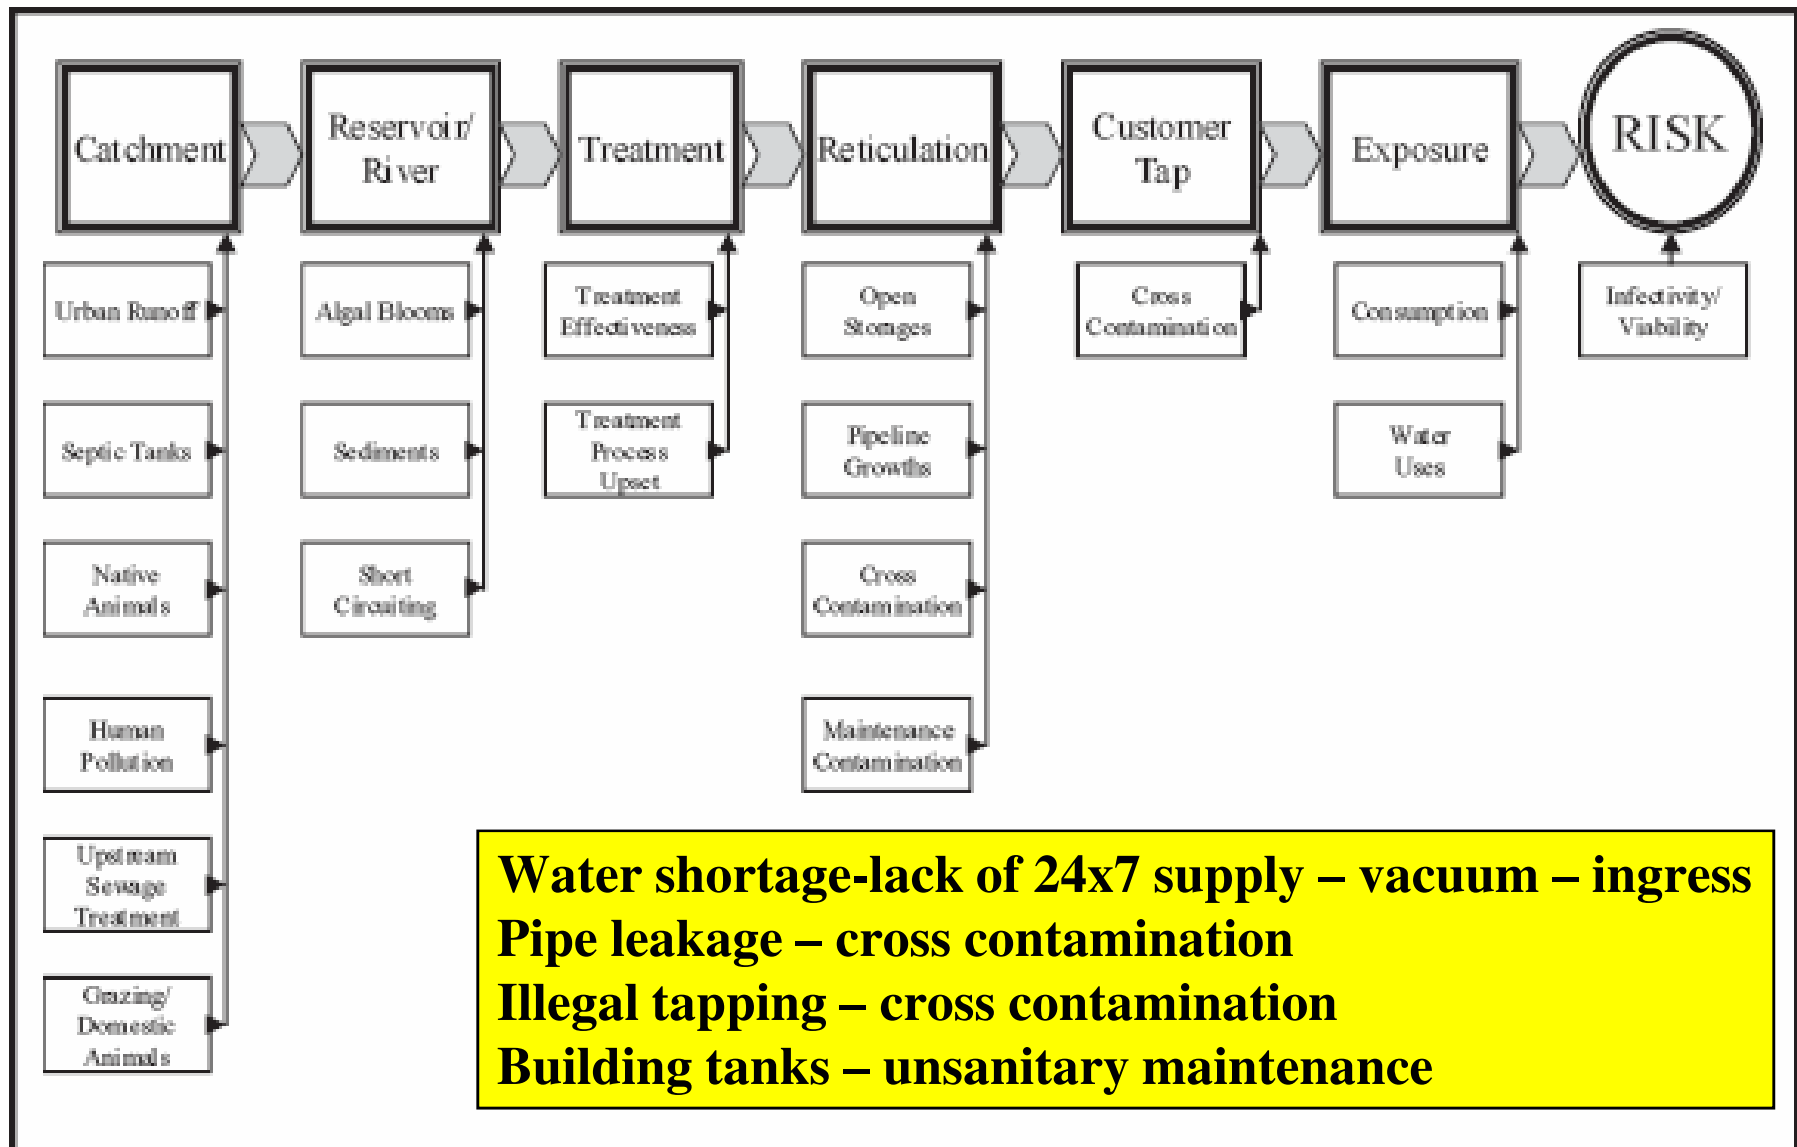 Catchment
Reservoir/
River
Treatment
Reticulation
Customer
Tap
Exposure
RISK
Urban Runoff
Septic Tanks
Native
Animals
Human
Pollution
Upstream
Sewage
Treatment
Grazing/
Domestic
Animals
Algal Blooms
Sediments
Short
Circuiting
Treatment
Effectiveness
Treatment
Process
Upset
Open
Storages
Pipeline
Growths
Cross
Contamination
Maintenance
Contamination
Cross
Contamination
Consumption
Water
Uses
Infectivity/
Viability
Water shortage-lack of 24x7 supply – vacuum – ingress
Pipe leakage – cross contamination
Illegal tapping – cross contamination
Building tanks – unsanitary maintenance